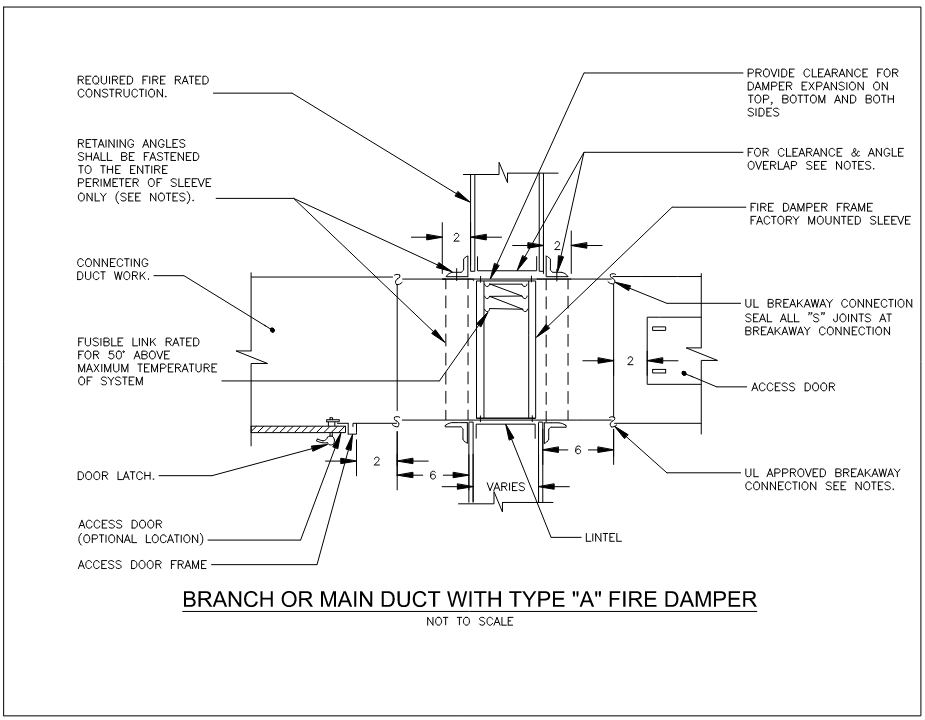 REQUIRED FIRE RATED
CONSTRUCTION.
RETAINING ANGLES
SHALL BE FASTENED
TO THE ENTIRE
PERIMETER OF SLEEVE
ONLY (SEE NOTES).
CONNECTING
DUCT WORK.
FUSIBLE LINK RATED
FOR 50° ABOVE
MAXIMUM TEMPERATURE
OF SYSTEM
DOOR LATCH.
ACCESS DOOR
(OPTIONAL LOCATION)
ACCESS DOOR FRAME
2
2
2
2
6
6
VARIES
PROVIDE CLEARANCE FOR
DAMPER EXPANSION ON
TOP, BOTTOM AND BOTH
SIDES
FOR CLEARANCE & ANGLE
OVERLAP SEE NOTES.
FIRE DAMPER FRAME
FACTORY MOUNTED SLEEVE
UL BREAKAWAY CONNECTION
SEAL ALL "S" JOINTS AT
BREAKAWAY CONNECTION
ACCESS DOOR
UL APPROVED BREAKAWAY
CONNECTION SEE NOTES.
LINTEL
BRANCH OR MAIN DUCT WITH TYPE "A" FIRE DAMPER
NOT TO SCALE